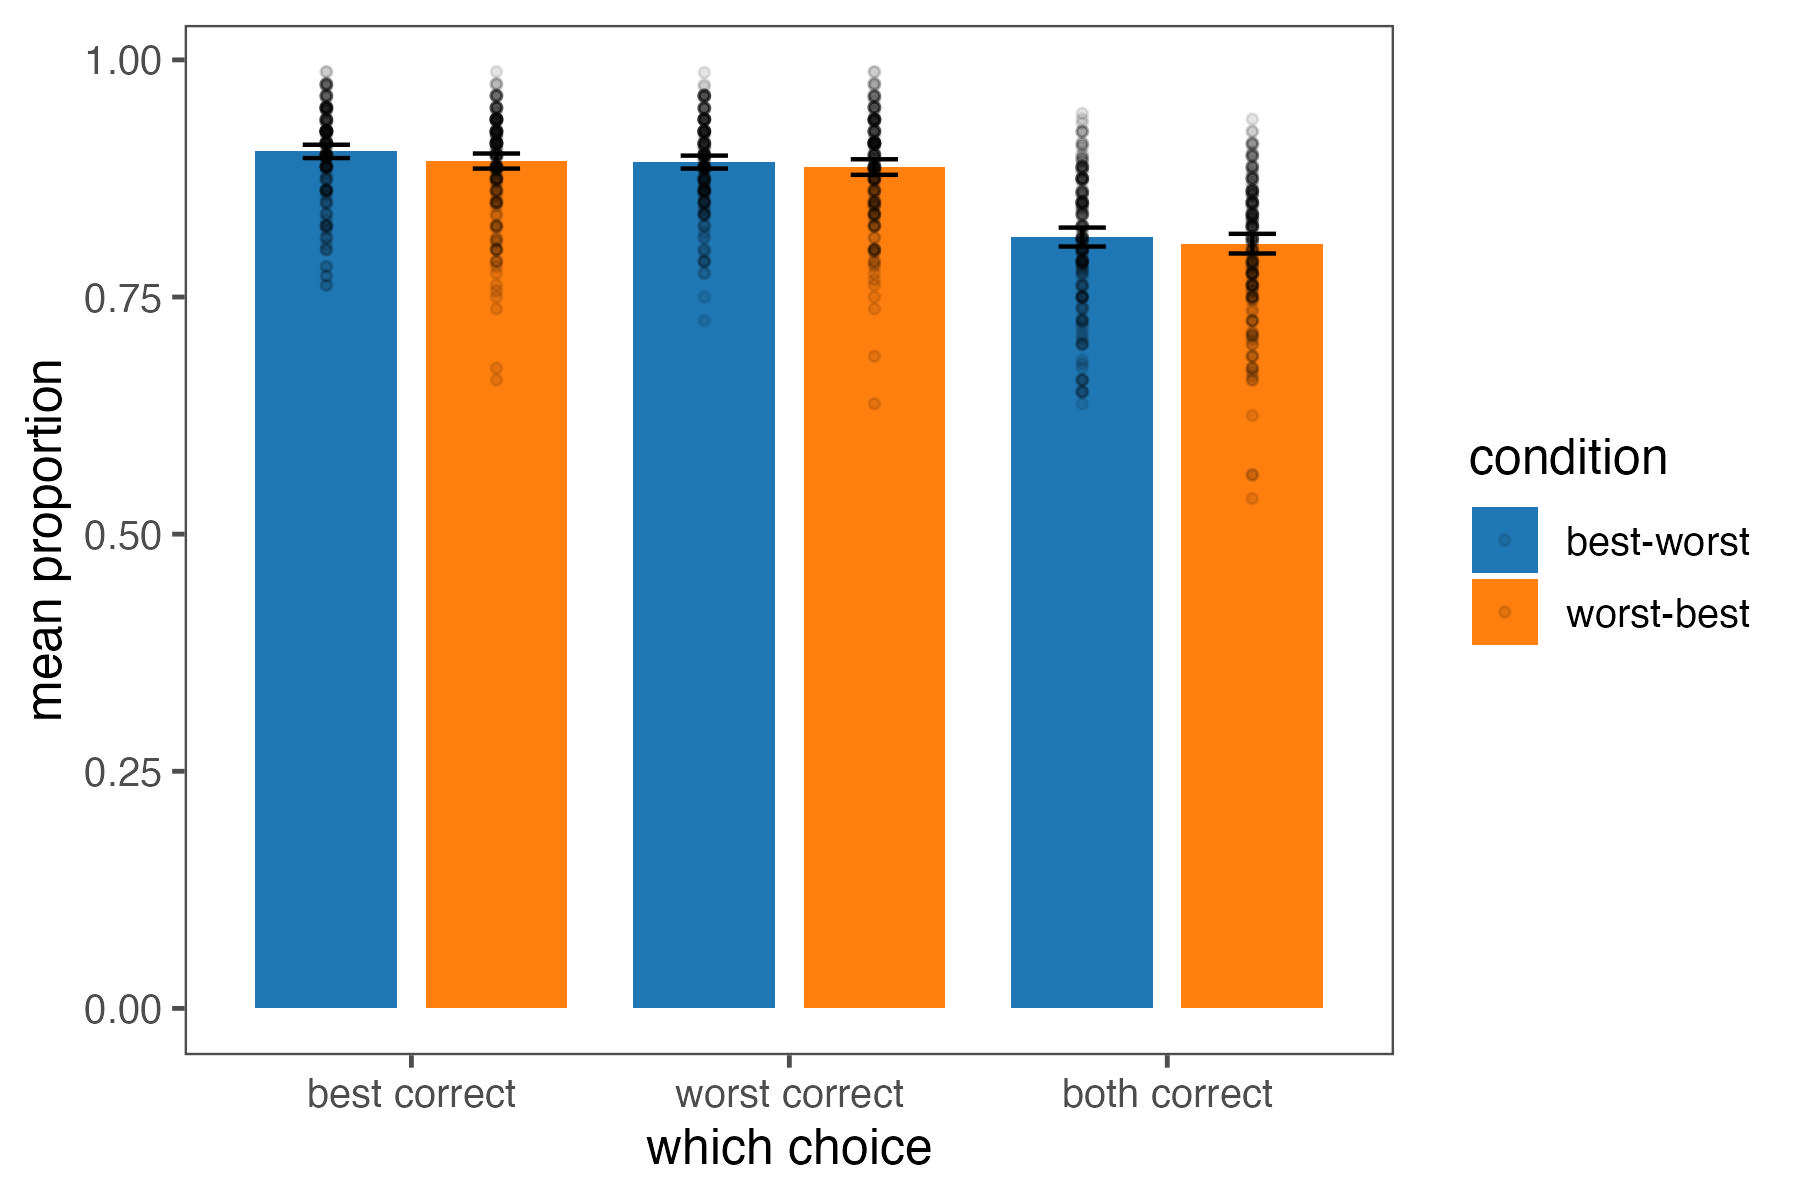 mean proportion
1.00
0.75
0.50
0.25
0.00
best correct
worst correct
both correct
which choice
condition
best-worst
worst-best